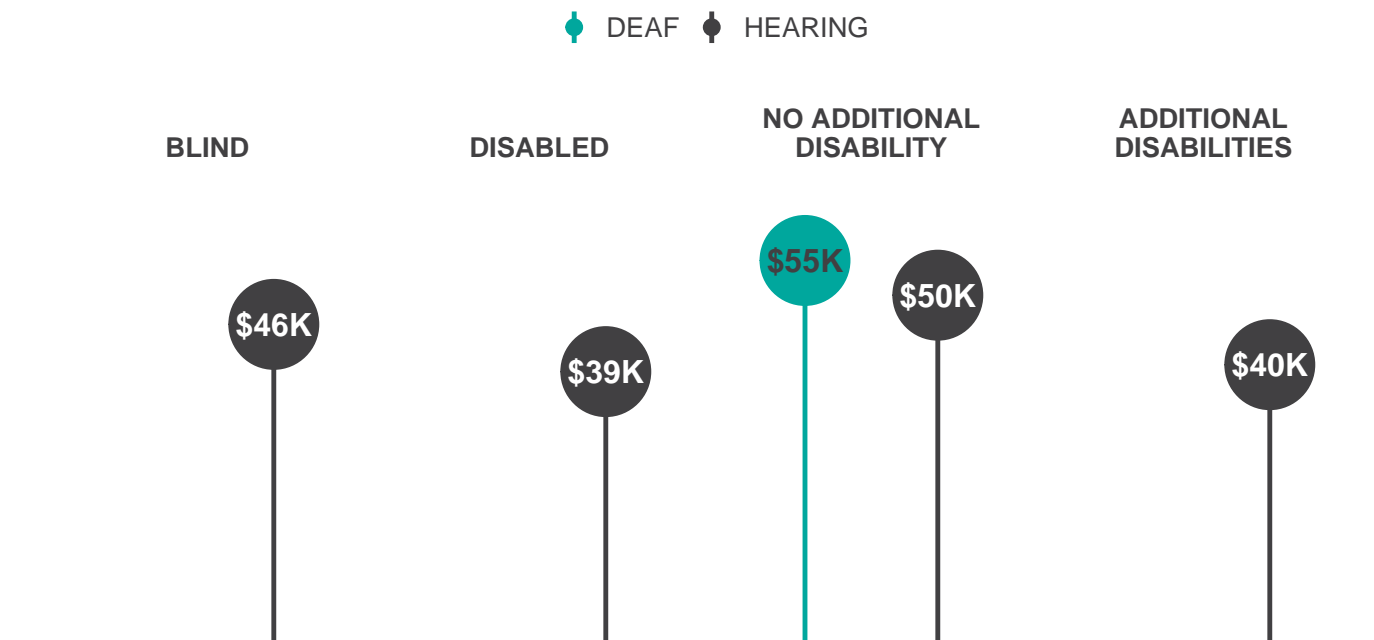 DEAF HEARING
BLIND
DISABLED
NO ADDITIONAL
DISABILITY
ADDITIONAL
DISABILITIES
$46K
$39K
$55K
$50K
$40K